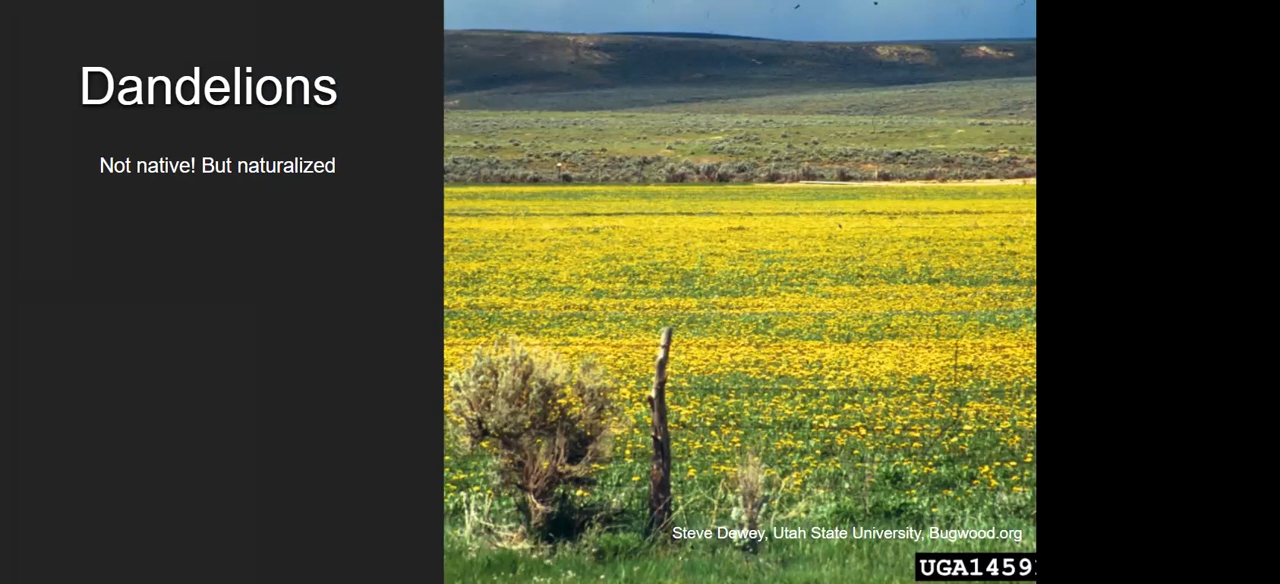 Dandelions
Not native! But naturalized
Steve Dewey, Utah State University, Bugwood.org
UGA1459